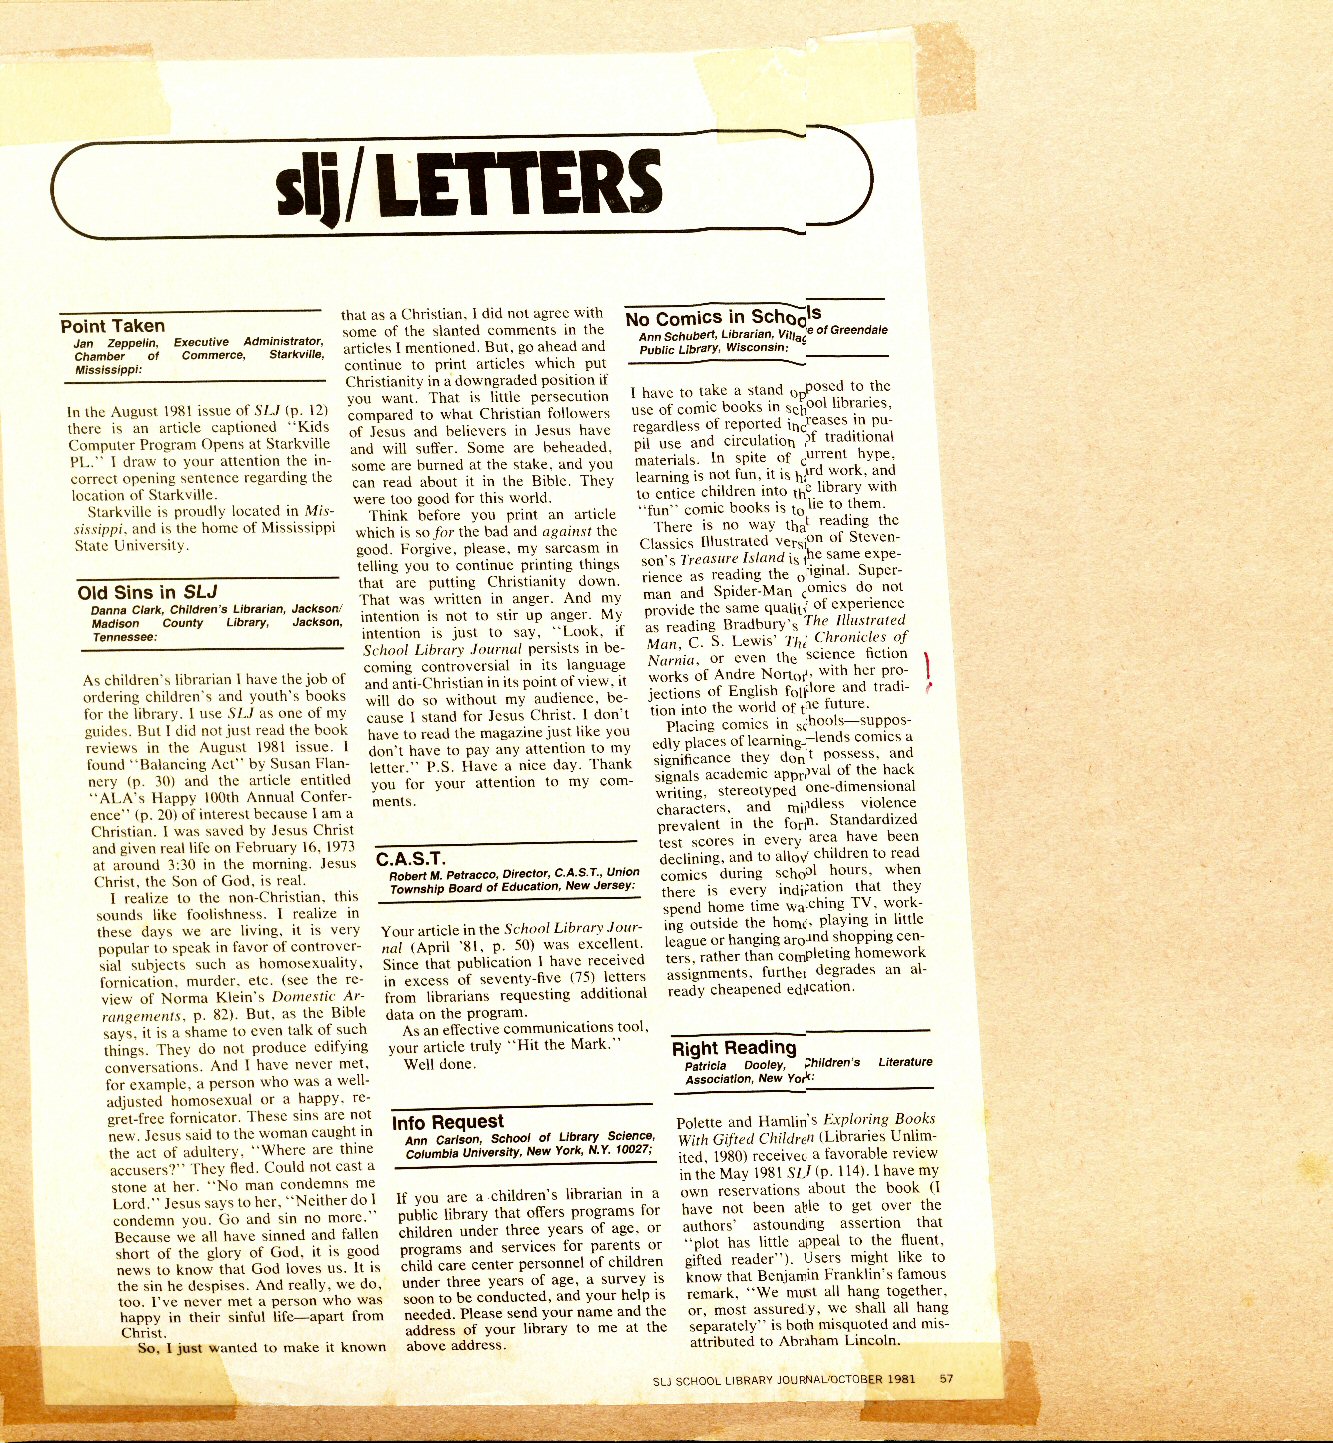 slj/LETTERS
Point Taken
Jan Zeppelin, Executive Administrator,
Chamber of Commerce, Starkville,
Mississippi:
In the August 1981 issue of SLJ (p. 12)
there is an article captioned "Kids
Computer Program Opens at Starkville
PL." I draw to your attention the in-
correct opening sentence regarding the
location of Starkville.
Starkville is proudly located in Mis-
sissippi, and is the home of Mississippi
State University.
Old Sins in SLJ
Danna Clark, Children's Librarian, Jackson/
Madison County Library, Jackson,
Tennessee:
As children's librarian I have the job of
ordering children's and youth's books
for the library. I use SLJ as one of my
guides. But I did not just read the book
reviews in the August 1981 issue. I
found "Balancing Act" by Susan Flan-
nery (p. 30) and the article entitled
"ALA's Happy 100th Annual Confer-
ence" (p. 20) of interest because I am a
Christian. I was saved by Jesus Christ
and given real life on February 16, 1973
at around 3:30 in the morning. Jesus
Christ, the Son of God, is real.
I realize to the non-Christian, this
sounds like foolishness. I realize in
these days we are living, it is very
popular to speak in favor of controver-
sial subjects such as homosexuality,
fornication, murder, etc. (see the re-
view of Norma Klein's Domestic Ar-
rangements, p. 82). But, as the Bible
says, it is a shame to even talk of such
things. They do not produce edifying
conversations. And I have never met,
for example, a person who was a well-
adjusted homosexual or a happy, re-
gret-free fornicator. These sins are not
new. Jesus said to the woman caught in
the act of adultery, "Where are thine
accusers?" They fled. Could not cast a
stone at her. "No man condemns me
Lord." Jesus says to her, "Neither do I
condemn you. Go and sin no more."
Because we all have sinned and fallen
short of the glory of God, it is good
news to know that God loves us. It is
the sin he despises. And really, we do,
too. I've never met a person who was
happy in their sinful life—apart from
Christ.
So, I just wanted to make it known
that as a Christian, I did not agree with
some of the slanted comments in the
articles I mentioned. But, go ahead and
continue to print articles which put
Christianity in a downgraded position if
you want. That is little persecution
compared to what Christian followers
of Jesus and believers in Jesus have
and will suffer. Some are beheaded,
some are burned at the stake, and you
can read about it in the Bible. They
were too good for this world.
Think before you print an article
which is so for the bad and against the
good. Forgive, please, my sarcasm in
telling you to continue printing things
that are putting Christianity down.
That was written in anger. And my
intention is not to stir up anger. My
intention is just to say, "Look, if
School Library Journal persists in be-
coming controversial in its language
and anti-Christian in its point of view, it
will do so without my audience, be-
cause I stand for Jesus Christ. I don't
have to read the magazine just like you
don't have to pay any attention to my
letter." P.S. Have a nice day. Thank
you for your attention to my com-
ments.
C.A.S.T.
Robert M. Petracco, Director, C.A.S.T., Union
Township Board of Education, New Jersey:
Your article in the School Library Jour-
nal (April '81, p. 50) was excellent.
Since that publication I have received
in excess of seventy-five (75) letters
from librarians requesting additional
data on the program.
As an effective communications tool,
your article truly "Hit the Mark."
Well done.
Info Request
Ann Carlson, School of Library Science,
Columbia University, New York, N.Y. 10027;
If you are a children's librarian in a
public library that offers programs for
children under three years of age, or
programs and services for parents or
child care center personnel of children
under three years of age, a survey is
soon to be conducted, and your help is
needed. Please send your name and the
address of your library to me at the
above address.
No Comics in Schools
Ann Schubert, Librarian, Village of Greendale
Public Library, Wisconsin:
I have to take a stand opposed to the
use of comic books in school libraries,
regardless of reported increases in pu-
pil use and circulation of traditional
materials. In spite of current hype,
learning is not fun, it is hard work, and
to entice children into the library with
"fun" comic books is to lie to them.
There is no way that reading the
Classics Illustrated version of Steven-
son's Treasure Island is the same expe-
rience as reading the original. Super-
man and Spider-Man comics do not
provide the same quality of experience
as reading Bradbury's The Illustrated
Man, C. S. Lewis' The Chronicles of
Narnia, or even the science fiction
works of Andre Norton, with her pro-
jections of English folklore and tradi-
tion into the world of the future.
Placing comics in schools—suppos-
edly places of learning—lends comics a
significance they don't possess, and
signals academic approval of the hack
writing, stereotyped one-dimensional
characters, and mindless violence
prevalent in the form. Standardized
test scores in every area have been
declining, and to allow children to read
comics during school hours, when
there is every indication that they
spend home time watching TV, work-
ing outside the home, playing in little
league or hanging around shopping cen-
ters, rather than completing homework
assignments, further degrades an al-
ready cheapened education.
!
Right Reading
Patricia Dooley, Children's Literature
Association, New York:
Polette and Hamlin's Exploring Books
With Gifted Children (Libraries Unlim-
ited, 1980) received a favorable review
in the May 1981 SLJ (p. 114). I have my
own reservations about the book (I
have not been able to get over the
authors' astounding assertion that
"plot has little appeal to the fluent,
gifted reader"). Users might like to
know that Benjamin Franklin's famous
remark, "We must all hang together,
or, most assuredly, we shall all hang
separately" is both misquoted and mis-
attributed to Abraham Lincoln.
SLJ SCHOOL LIBRARY JOURNAL/OCTOBER 1981 57